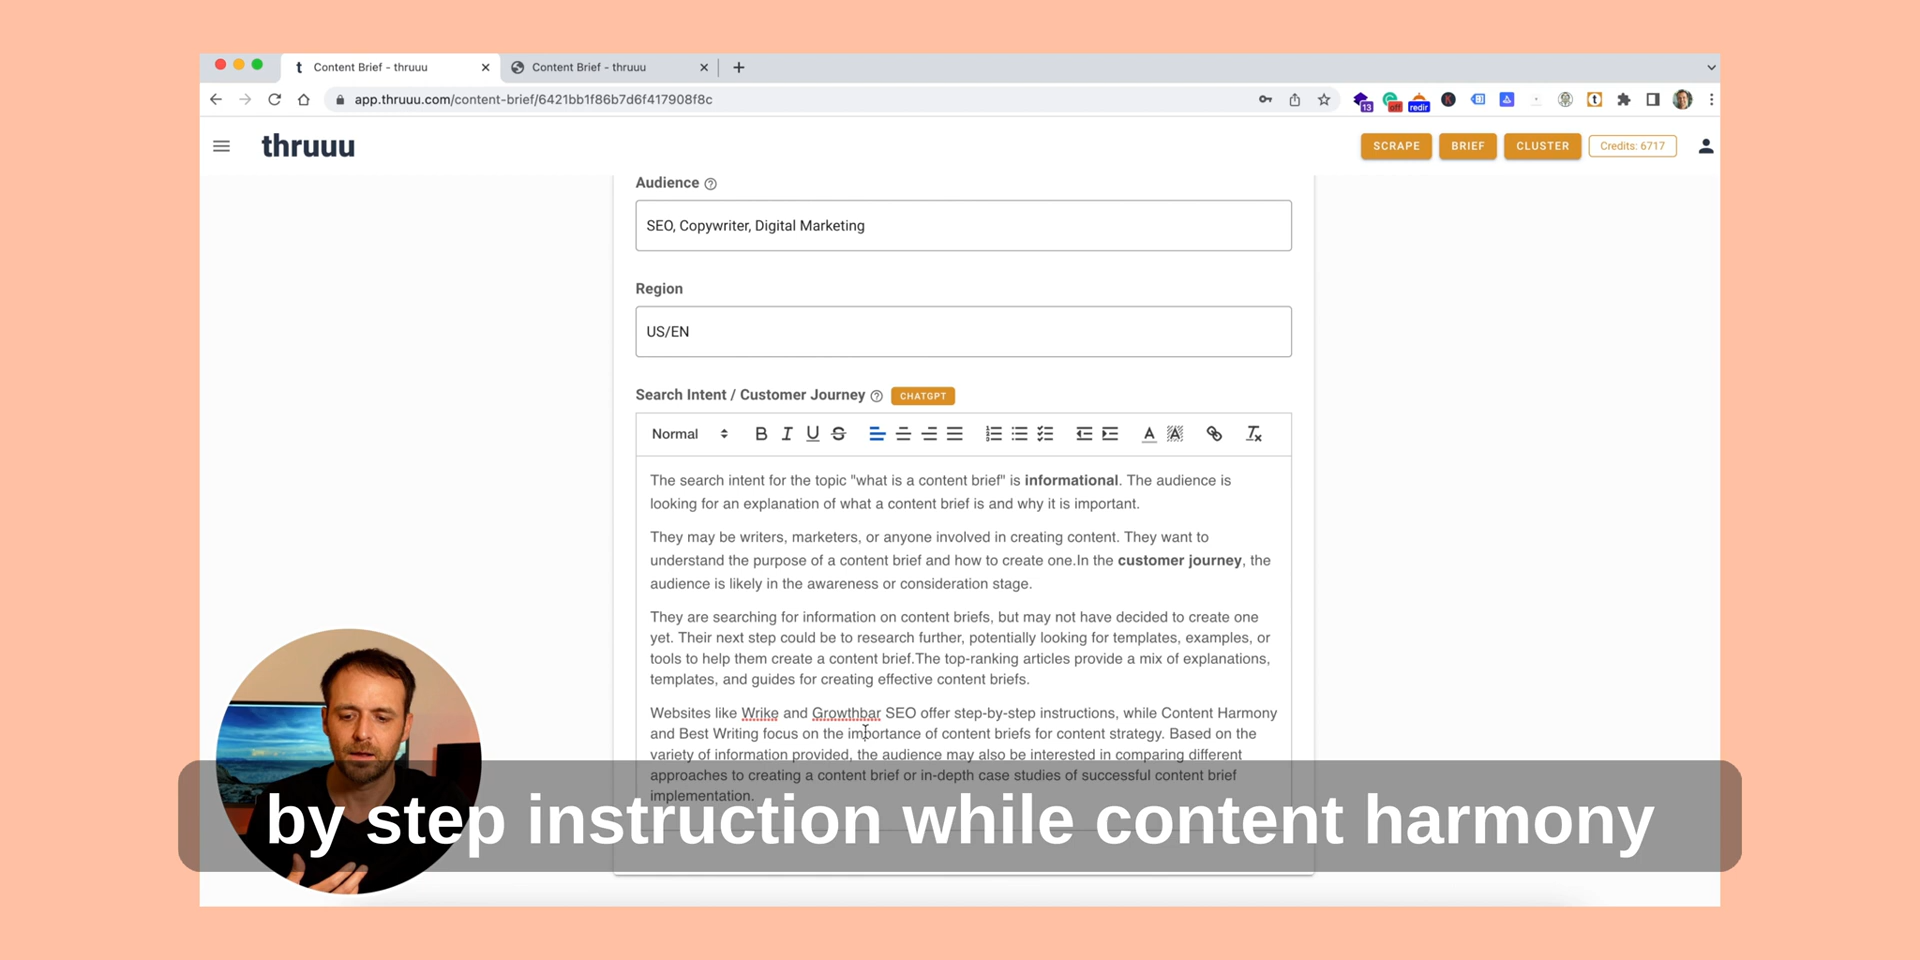 Content Brief - thruuu
Content Brief - thruuu
app.thruuu.com/content-brief/6421bb1f86b7d6f417908f8c
13
off
redir
thruuu
SCRAPE
BRIEF
CLUSTER
Credits: 6717
Audience
SEO, Copywriter, Digital Marketing
Region
US/EN
Search Intent / Customer Journey
CHATGPT
Normal
The search intent for the topic "what is a content brief" is informational. The audience is
looking for an explanation of what a content brief is and why it is important.
They may be writers, marketers, or anyone involved in creating content. They want to
understand the purpose of a content brief and how to create one.In the customer journey, the
audience is likely in the awareness or consideration stage.
They are searching for information on content briefs, but may not have decided to create one
yet. Their next step could be to research further, potentially looking for templates, examples, or
tools to help them create a content brief.The top-ranking articles provide a mix of explanations,
templates, and guides for creating effective content briefs.
Websites like Wrike and Growthbar SEO offer step-by-step instructions, while Content Harmony
and Best Writing focus on the importance of content briefs for content strategy. Based on the
variety of information provided, the audience may also be interested in comparing different
approaches to creating a content brief or in-depth case studies of successful content brief
implementation.
by step instruction while content harmony